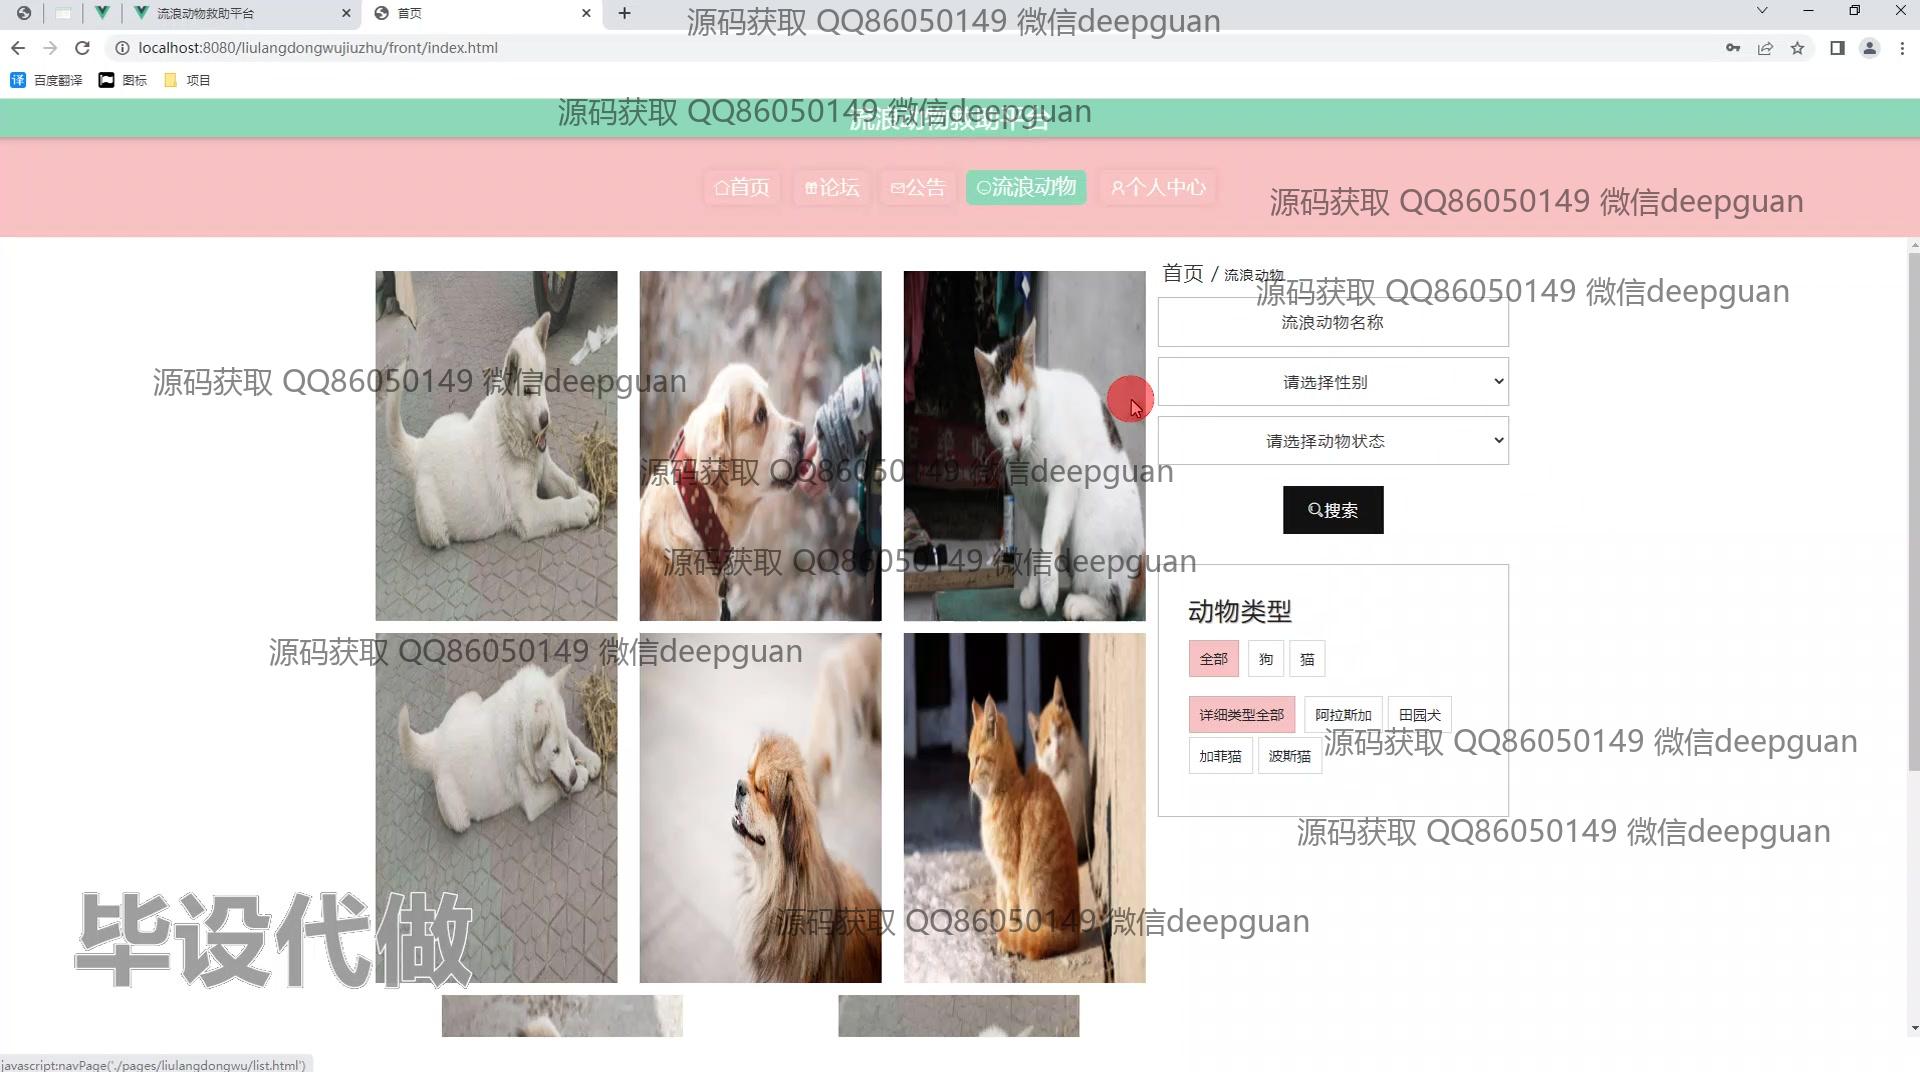 流浪动物救助平台
首页
源码获取 QQ86050149 微信deepguan
localhost:8080/liulangdongwujiuzhu/front/index.html
百度翻译
图标
项目
源码获取 QQ86050149 微信deepguan
流浪动物救助平台
首页
论坛
公告
流浪动物
个人中心
源码获取 QQ86050149 微信deepguan
首页 / 流浪动物
源码获取 QQ86050149 微信deepguan
流浪动物名称
请选择性别
源码获取 QQ86050149 微信deepguan
请选择动物状态
源码获取 QQ86050149 微信deepguan
搜索
源码获取 QQ86050149 微信deepguan
动物类型
源码获取 QQ86050149 微信deepguan
全部 狗 猫
详细类型全部 阿拉斯加 田园犬
源码获取 QQ86050149 微信deepguan
加菲猫 波斯猫
源码获取 QQ86050149 微信deepguan
源码获取 QQ86050149 微信deepguan
毕设代做
javascript:navPage('./pages/liulangdongwu/list.html')